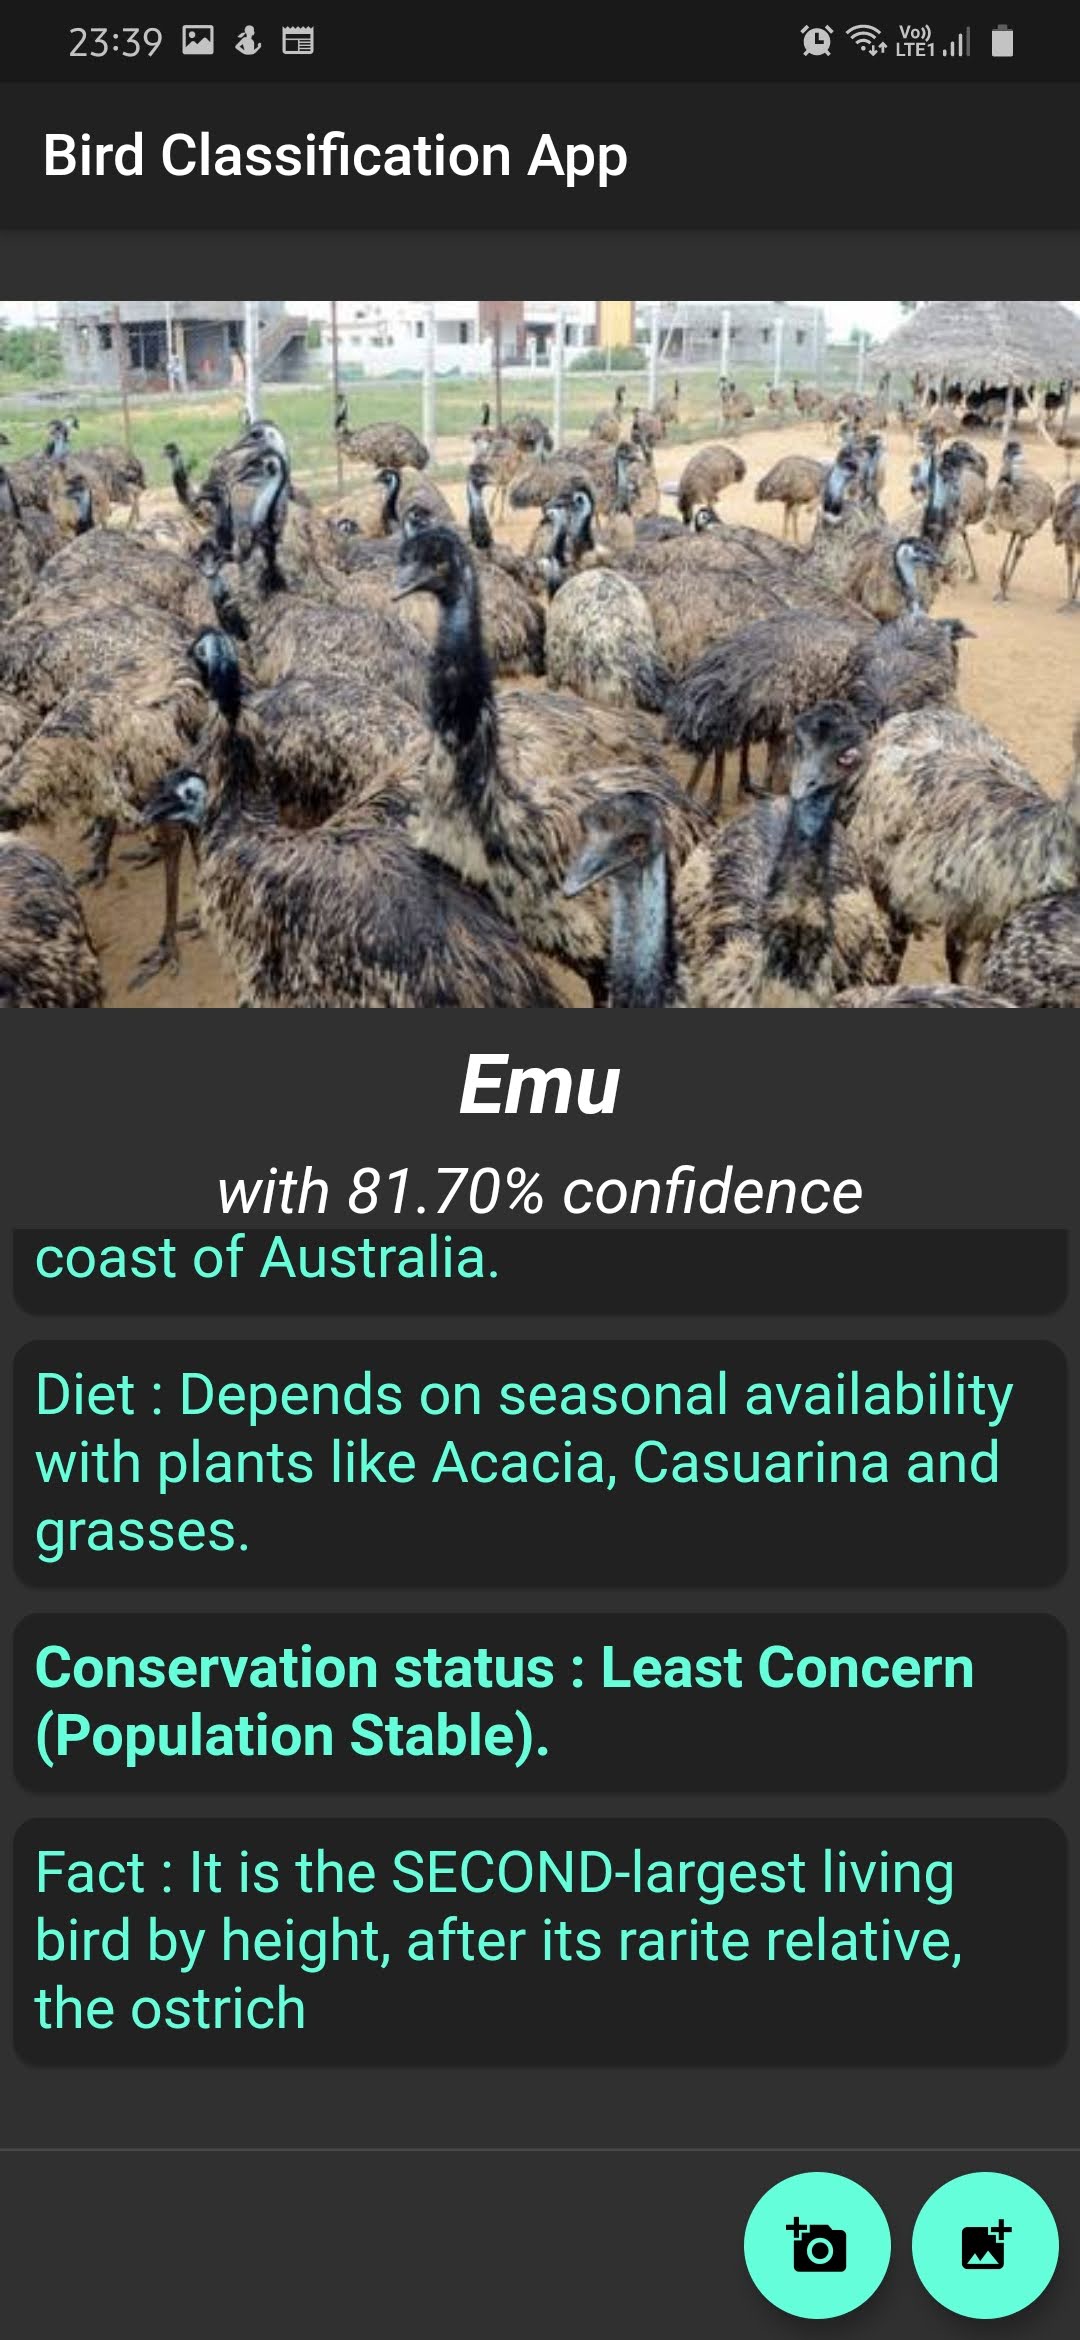 23:39
Vo))
LTE1
Bird Classification App
Emu
with 81.70% confidence
coast of Australia.
Diet : Depends on seasonal availability
with plants like Acacia, Casuarina and
grasses.
Conservation status : Least Concern
(Population Stable).
Fact : It is the SECOND-largest living
bird by height, after its rarite relative,
the ostrich